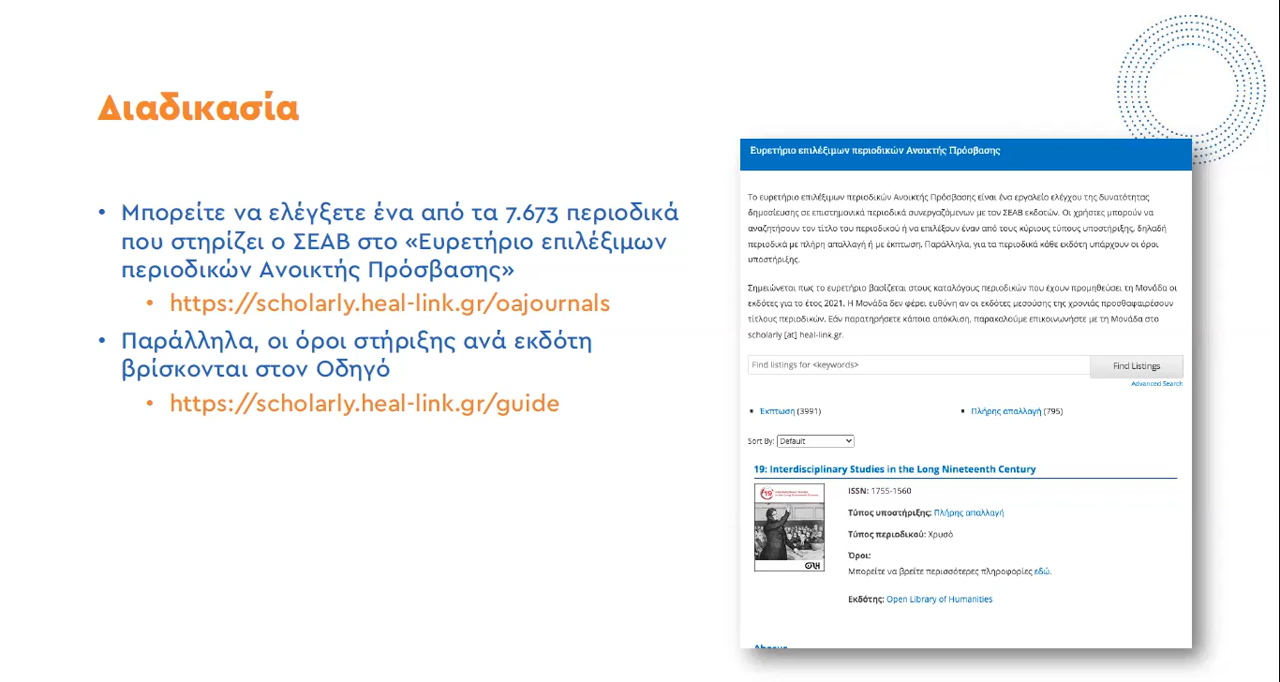 Διαδικασία
• Μπορείτε να ελέγξετε ένα από τα 7.673 περιοδικά
που στηρίζει ο ΣΕΑΒ στο «Ευρετήριο επιλέξιμων
περιοδικών Ανοικτής Πρόσβασης»
• https://scholarly.heal-link.gr/oajournals
• Παράλληλα, οι όροι στήριξης ανά εκδότη
βρίσκονται στον Οδηγό
• https://scholarly.heal-link.gr/guide
Ευρετήριο επιλέξιμων περιοδικών Ανοικτής Πρόσβασης
Το ευρετήριο επιλέξιμων περιοδικών Ανοικτής Πρόσβασης είναι ένα εργαλείο ελέγχου της δυνατότητας
δημοσίευσης σε επιστημονικά περιοδικά συνεργαζόμενων με τον ΣΕΑΒ εκδοτών. Οι χρήστες μπορούν να
αναζητήσουν τον τίτλο του περιοδικού ή να επιλέξουν έναν από τους κύριους τύπους υποστήριξης, δηλαδή
περιοδικά με πλήρη απαλλαγή ή με έκπτωση. Παράλληλα, για τα περιοδικά κάθε εκδότη υπάρχουν οι όροι
υποστήριξης.
Σημειώνεται πως το ευρετήριο βασίζεται στους καταλόγους περιοδικών που έχουν προμηθεύσει τη Μονάδα οι
εκδότες για το έτος 2021. Η Μονάδα δεν φέρει ευθύνη αν οι εκδότες μεσούσης της χρονιάς προσθαφαιρέσουν
τίτλους περιοδικών. Εάν παρατηρήσετε κάποια απόκλιση, παρακαλούμε επικοινωνήστε με τη Μονάδα στο
scholarly [at] heal-link.gr.
Find listings for <keywords>
Find Listings
Advanced Search
▪ Έκπτωση (3991)
▪ Πλήρης απαλλαγή (795)
Sort By: Default
19: Interdisciplinary Studies in the Long Nineteenth Century
ISSN: 1755-1560
Τύπος υποστήριξης: Πλήρης απαλλαγή
Τύπος περιοδικού: Χρυσό
Όροι:
Μπορείτε να βρείτε περισσότερες πληροφορίες εδώ.
Εκδότης: Open Library of Humanities
19
OLH